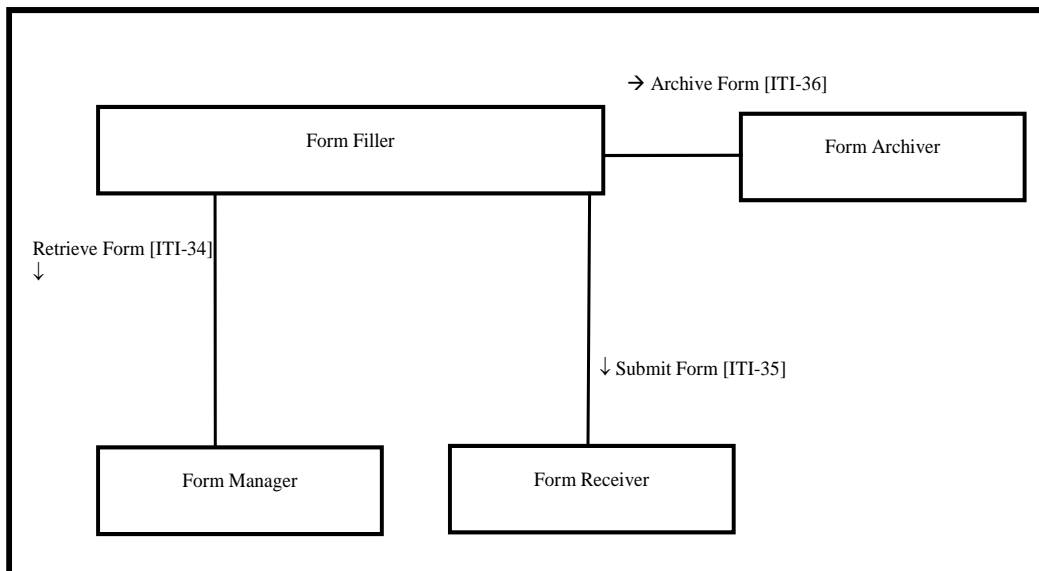 → Archive Form [ITI-36]
Form Filler
Form Archiver
Retrieve Form [ITI-34]
↓
↓ Submit Form [ITI-35]
Form Manager
Form Receiver